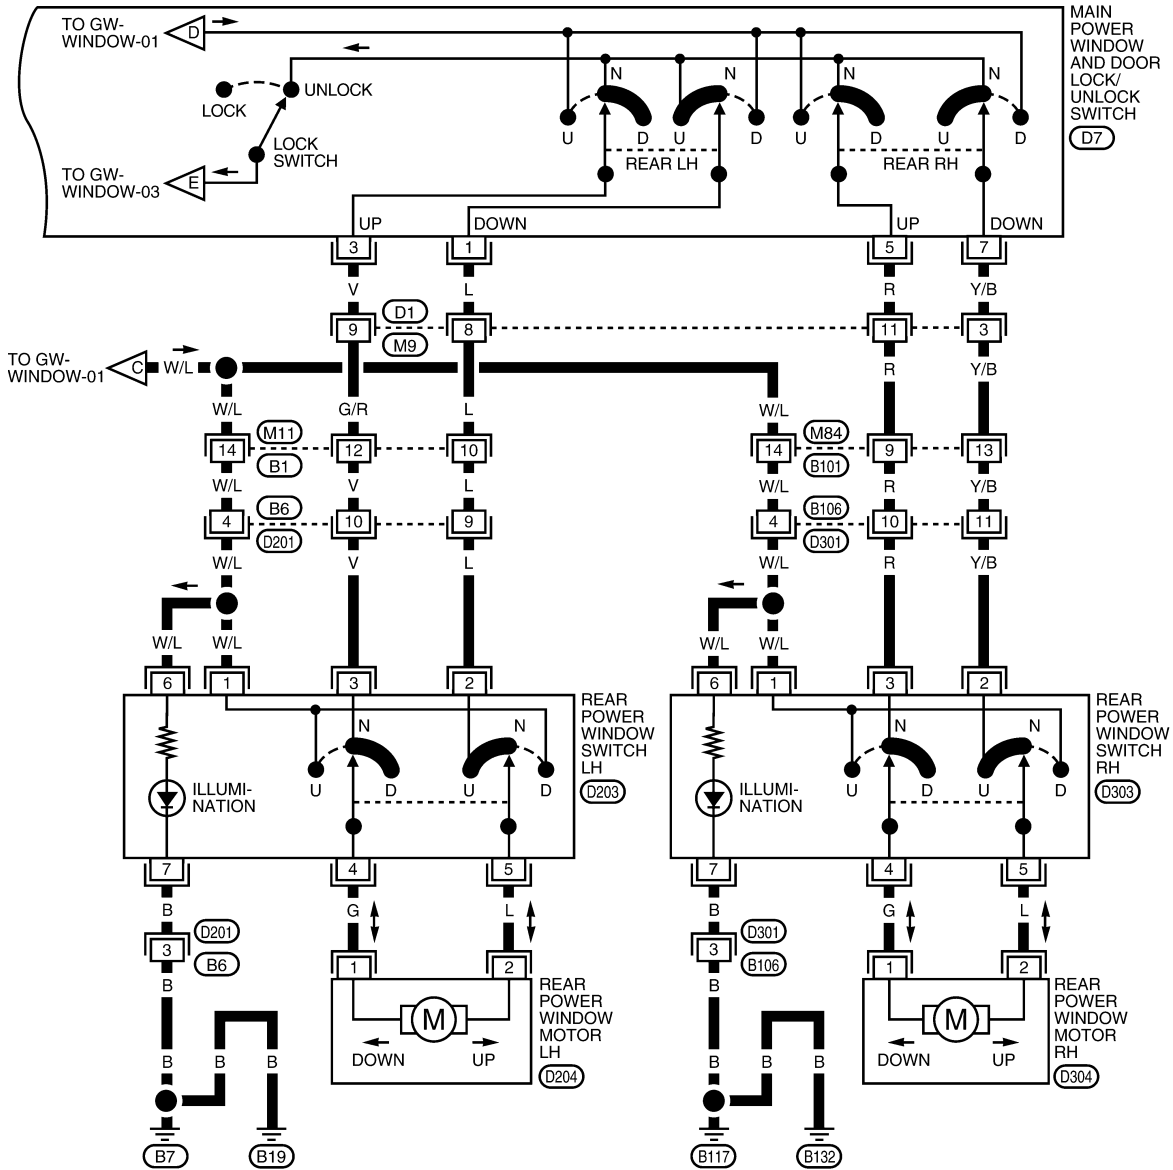 TO GW-
WINDOW-01
D
MAIN
POWER
WINDOW
AND DOOR
LOCK/
UNLOCK
SWITCH
D7
N N N N
LOCK
UNLOCK
U D U D U D U D
LOCK
SWITCH
REAR LH
REAR RH
TO GW-
WINDOW-03
E
UP DOWN UP DOWN
3 1 5 7
V L R Y/B
D1
9 8 11 3
M9
TO GW-
WINDOW-01
C W/L
R Y/B
W/L G/R L W/L
M11 M84
14 12 10 14 9 13
B1 B101
W/L V L W/L R Y/B
B6 B106
4 10 9 4 10 11
D201 D301
W/L V L W/L R Y/B
W/L W/L W/L W/L
6 1 3 2 6 1 3 2
REAR
POWER
WINDOW
SWITCH
LH
D203
REAR
POWER
WINDOW
SWITCH
RH
D303
N N N N
U D U D U D U D
ILLUMI-
NATION
ILLUMI-
NATION
7 4 5 7 4 5
B G L B G L
D201 D301
3 3
B6 B106
1 2 1 2
B B
REAR
POWER
WINDOW
MOTOR
LH
D204
REAR
POWER
WINDOW
MOTOR
RH
D304
M M
DOWN UP DOWN UP
B B B B B B
B7 B19 B117 B132